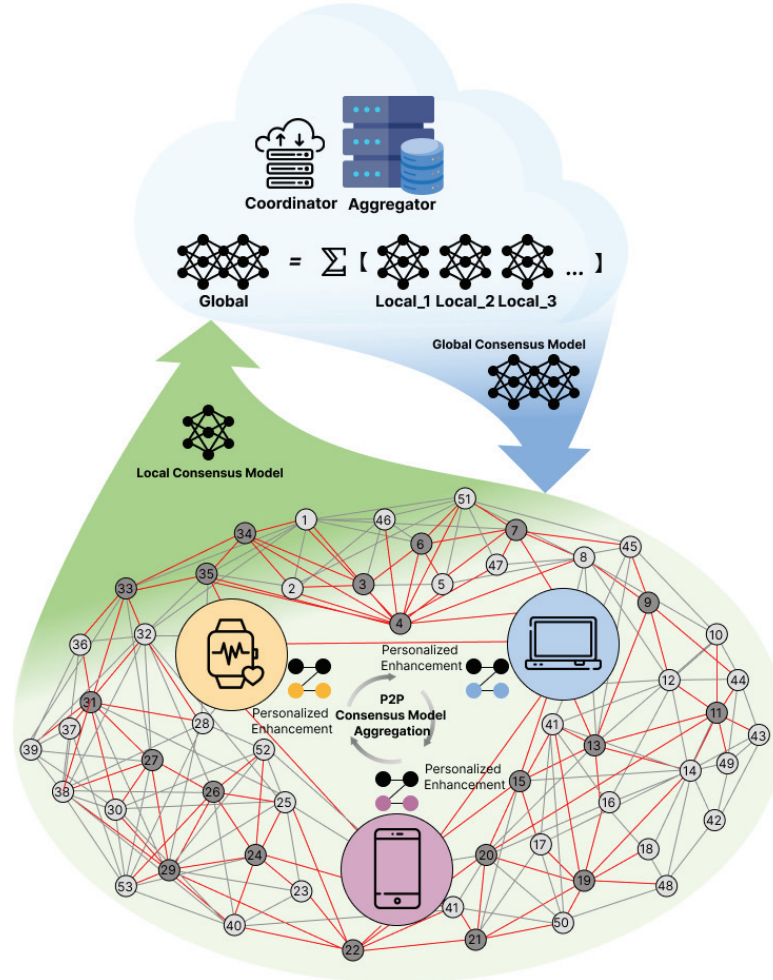 Coordinator Aggregator
Global = Σ【 Local_1 Local_2 Local_3 ... 】
Global Consensus Model
Local Consensus Model
51
1 46
34 6 7
45
8
35 3 5 47
33 2
9
4
36 32 10
Personalized
Enhancement
12 44
P2P
Consensus Model
Aggregation
Personalized
Enhancement
31 11
37 28 41 43
39 52 13
27 49
14
Personalized
Enhancement
15
38 26
30 25 16
42
17 18
24 20
29
53 23 19 48
41
40 50
22 21